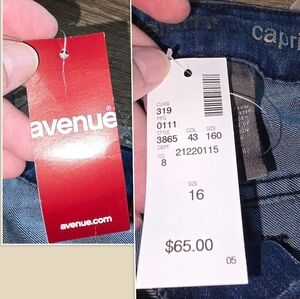 avenue®
avenue.com
capri
CLASS
319
MFG
0111
STYLE COL SIZE
3865 43 160
DEPT
CD 21220115
8
SIZE
16
$65.00
05